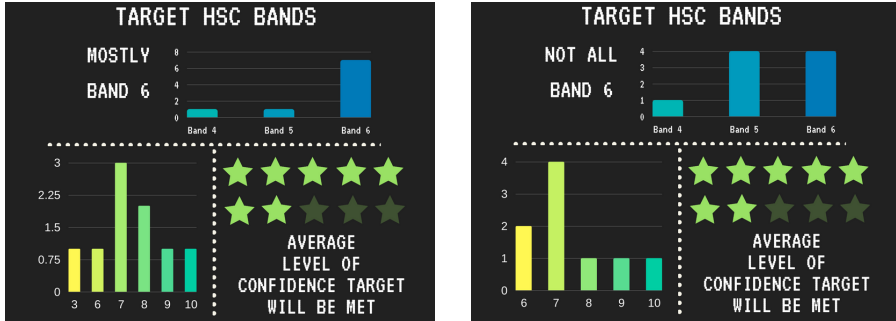 TARGET HSC BANDS
MOSTLY
BAND 6
8
6
4
2
0
Band 4 Band 5 Band 6
3
2.25
1.5
0.75
0
3 6 7 8 9 10
AVERAGE
LEVEL OF
CONFIDENCE TARGET
WILL BE MET
TARGET HSC BANDS
NOT ALL
BAND 6
4
3
2
1
0
Band 4 Band 5 Band 6
4
3
2
1
0
6 7 8 9 10
AVERAGE
LEVEL OF
CONFIDENCE TARGET
WILL BE MET